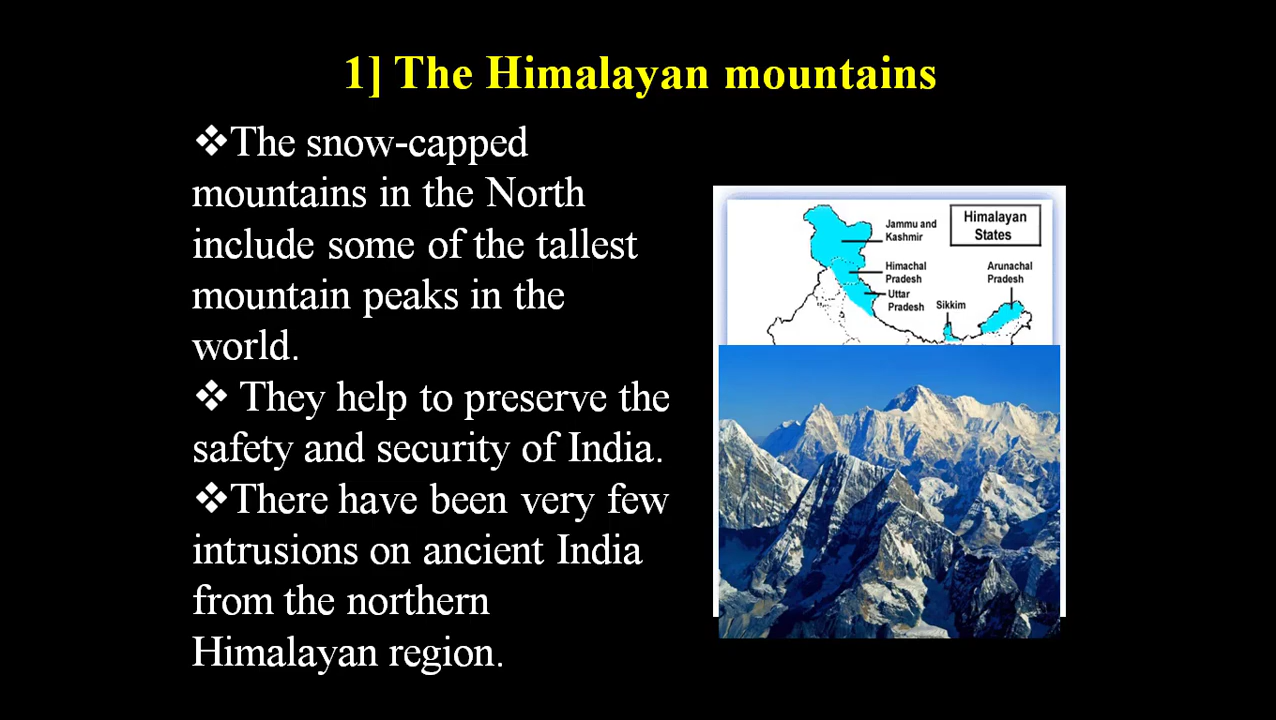 1] The Himalayan mountains
❖The snow-capped
mountains in the North
include some of the tallest
mountain peaks in the
world.
❖ They help to preserve the
safety and security of India.
❖There have been very few
intrusions on ancient India
from the northern
Himalayan region.
Himalayan
States
Jammu and
Kashmir
Himachal
Pradesh
Uttar
Pradesh
Sikkim
Arunachal
Pradesh